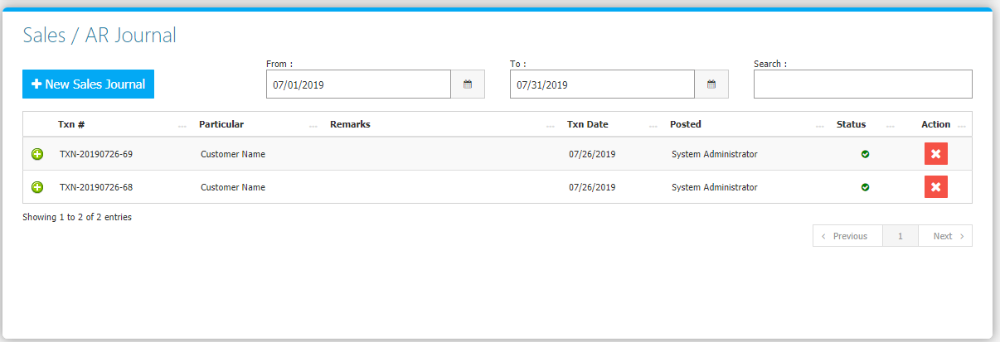 Sales / AR Journal
New Sales Journal
From :
07/01/2019
To :
07/31/2019
Search :
Txn # Particular Remarks Txn Date Posted Status Action
TXN-20190726-69 Customer Name 07/26/2019 System Administrator
TXN-20190726-68 Customer Name 07/26/2019 System Administrator
Showing 1 to 2 of 2 entries
Previous 1 Next